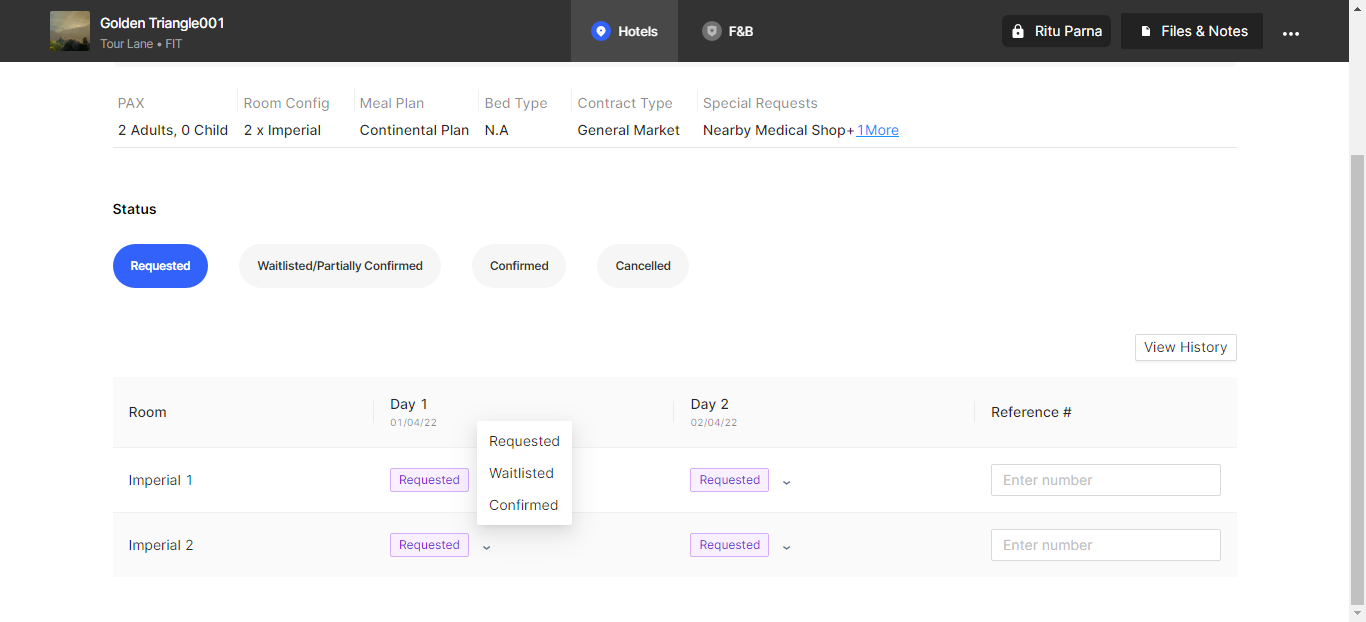 Golden Triangle001
Tour Lane • FIT
Hotels
F&B
Ritu Parna
Files & Notes
PAX
Room Config
Meal Plan
Bed Type
Contract Type
Special Requests
2 Adults, 0 Child
2 x Imperial
Continental Plan
N.A
General Market
Nearby Medical Shop+ 1More
Status
Requested
Waitlisted/Partially Confirmed
Confirmed
Cancelled
View History
Room
Day 1
01/04/22
Day 2
02/04/22
Reference #
Requested
Waitlisted
Confirmed
Imperial 1
Requested
Requested
Enter number
Imperial 2
Requested
Requested
Enter number